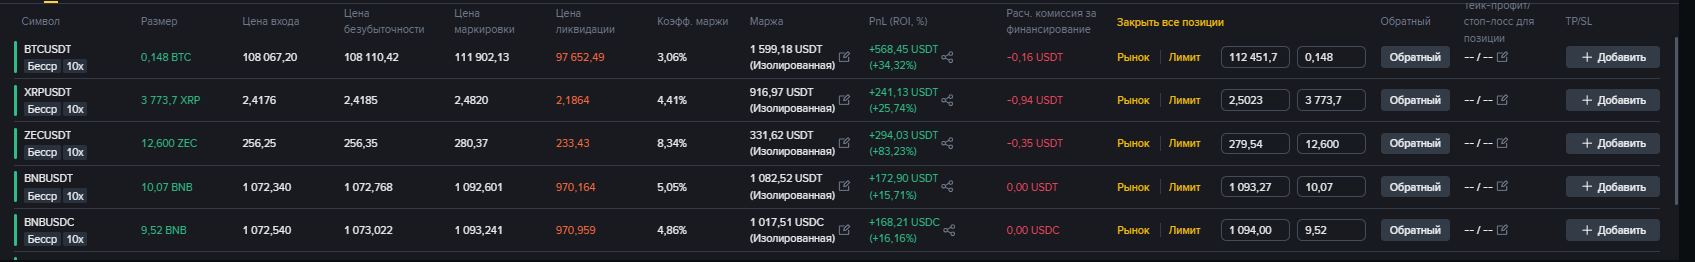 Символ Размер Цена входа Цена безубыточности Цена маркировки Цена ликвидации Коэфф. маржи Маржа PnL (ROI, %) Расч. комиссия за финансирование Закрыть все позиции Обратный Тейк-профит/ стоп-лосс для позиции TP/SL
BTCUSDT 0,148 BTC 108 067,20 108 110,42 111 902,13 97 652,49 3,06% 1 599,18 USDT +568,45 USDT -0,16 USDT Рынок Лимит 112 451,7 0,148 Обратный -- / -- + Добавить
Бесср 10x (Изолированная) (+34,32%)
XRPUSDT 3 773,7 XRP 2,4176 2,4185 2,4820 2,1864 4,41% 916,97 USDT +241,13 USDT -0,94 USDT Рынок Лимит 2,5023 3 773,7 Обратный -- / -- + Добавить
Бесср 10x (Изолированная) (+25,74%)
ZECUSDT 12,600 ZEC 256,25 256,35 280,37 233,43 8,34% 331,62 USDT +294,03 USDT -0,35 USDT Рынок Лимит 279,54 12,600 Обратный -- / -- + Добавить
Бесср 10x (Изолированная) (+83,23%)
BNBUSDT 10,07 BNB 1 072,340 1 072,768 1 092,601 970,164 5,05% 1 082,52 USDT +172,90 USDT 0,00 USDT Рынок Лимит 1 093,27 10,07 Обратный -- / -- + Добавить
Бесср 10x (Изолированная) (+15,71%)
BNBUSDC 9,52 BNB 1 072,540 1 073,022 1 093,241 970,959 4,86% 1 017,51 USDC +168,21 USDC 0,00 USDC Рынок Лимит 1 094,00 9,52 Обратный -- / -- + Добавить
Бесср 10x (Изолированная) (+16,16%)